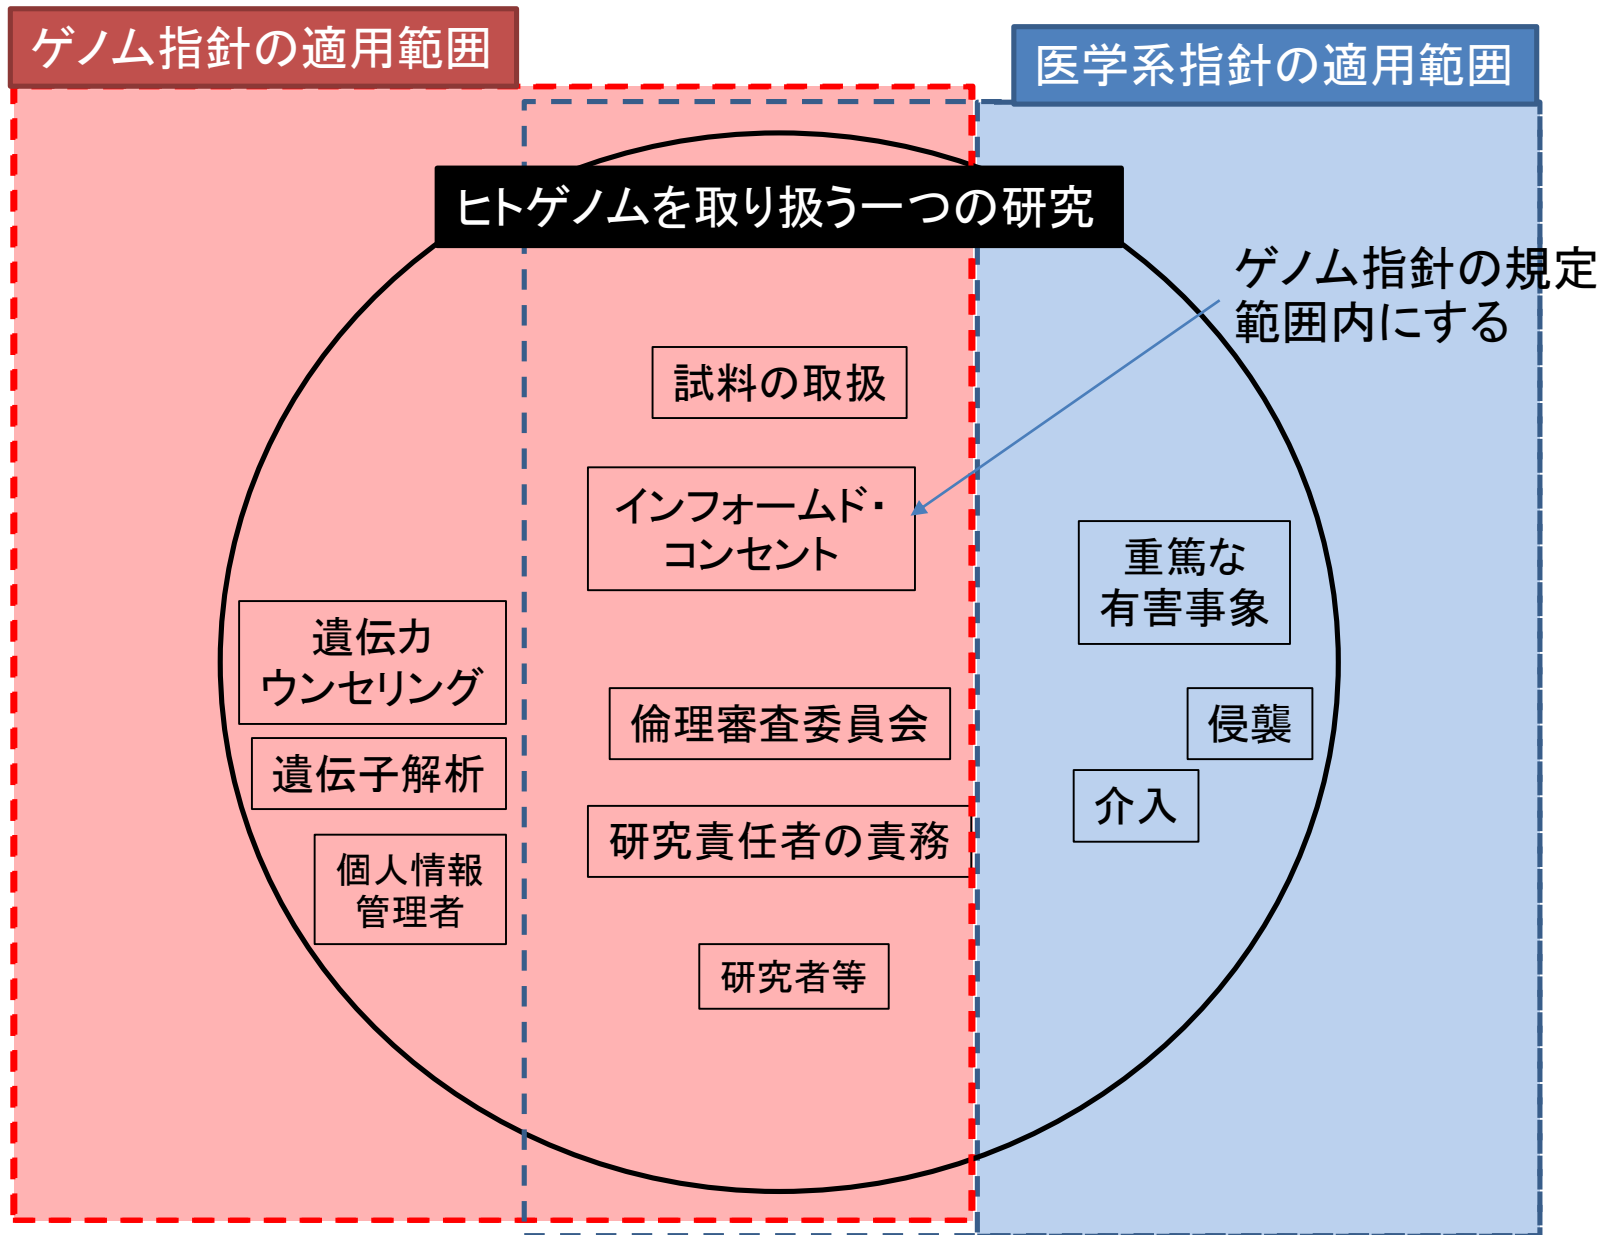 ゲノム指針の適用範囲
医学系指針の適用範囲
ヒトゲノムを取り扱う一つの研究
ゲノム指針の規定
範囲内にする
試料の取扱
インフォームド・
コンセント
重篤な
有害事象
遺伝カ
ウンセリング
倫理審査委員会
侵襲
遺伝子解析
介入
研究責任者の責務
個人情報
管理者
研究者等